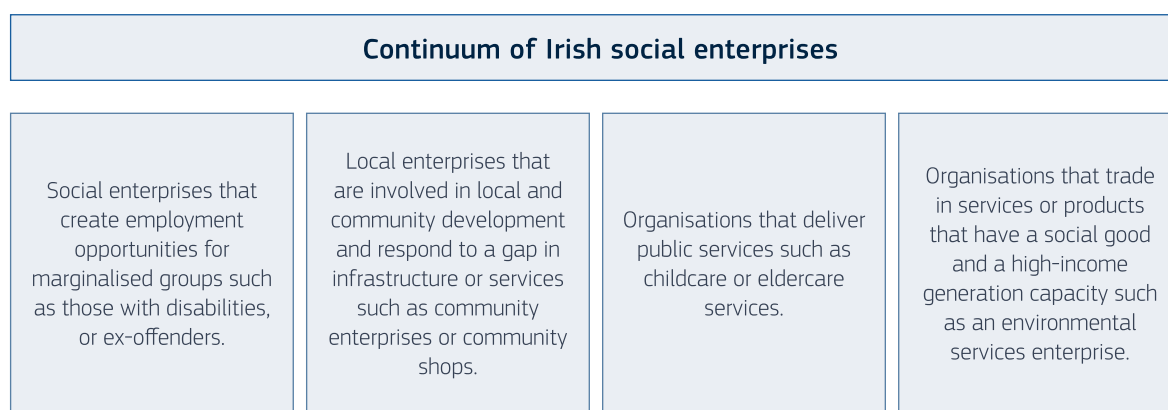 Continuum of Irish social enterprises
Social enterprises that
create employment
opportunities for
marginalised groups such
as those with disabilities,
or ex-offenders.
Local enterprises that
are involved in local and
community development
and respond to a gap in
infrastructure or services
such as community
enterprises or community
shops.
Organisations that deliver
public services such as
childcare or eldercare
services.
Organisations that trade
in services or products
that have a social good
and a high-income
generation capacity such
as an environmental
services enterprise.